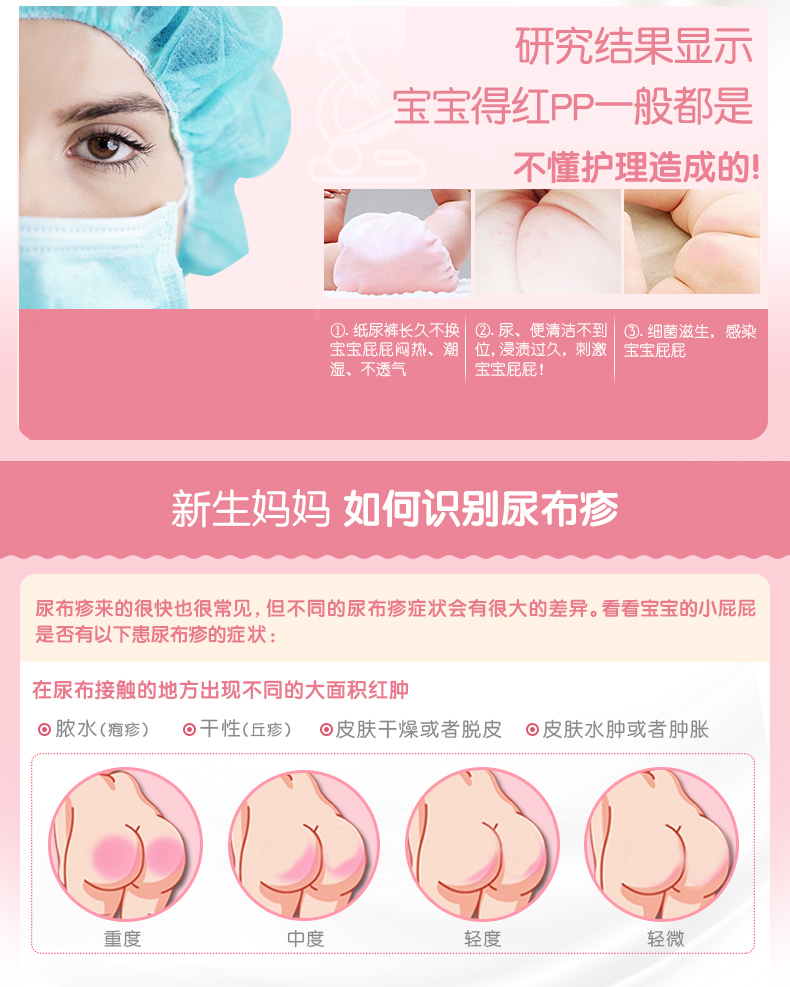 研究结果显示
宝宝得红PP一般都是
不懂护理造成的!
①. 纸尿裤长久不换
宝宝屁屁闷热、潮
湿、不透气
②. 尿、便清洁不到
位, 浸渍过久, 刺激
宝宝屁屁!
③. 细菌滋生, 感染
宝宝屁屁
新生妈妈 如何识别尿布疹
尿布疹来的很快也很常见, 但不同的尿布疹症状会有很大的差异。看看宝宝的小屁屁
是否有以下患尿布疹的症状:
在尿布接触的地方出现不同的大面积红肿
脓水(疱疹) 干性(丘疹) 皮肤干燥或者脱皮 皮肤水肿或者肿胀
重度 中度 轻度 轻微